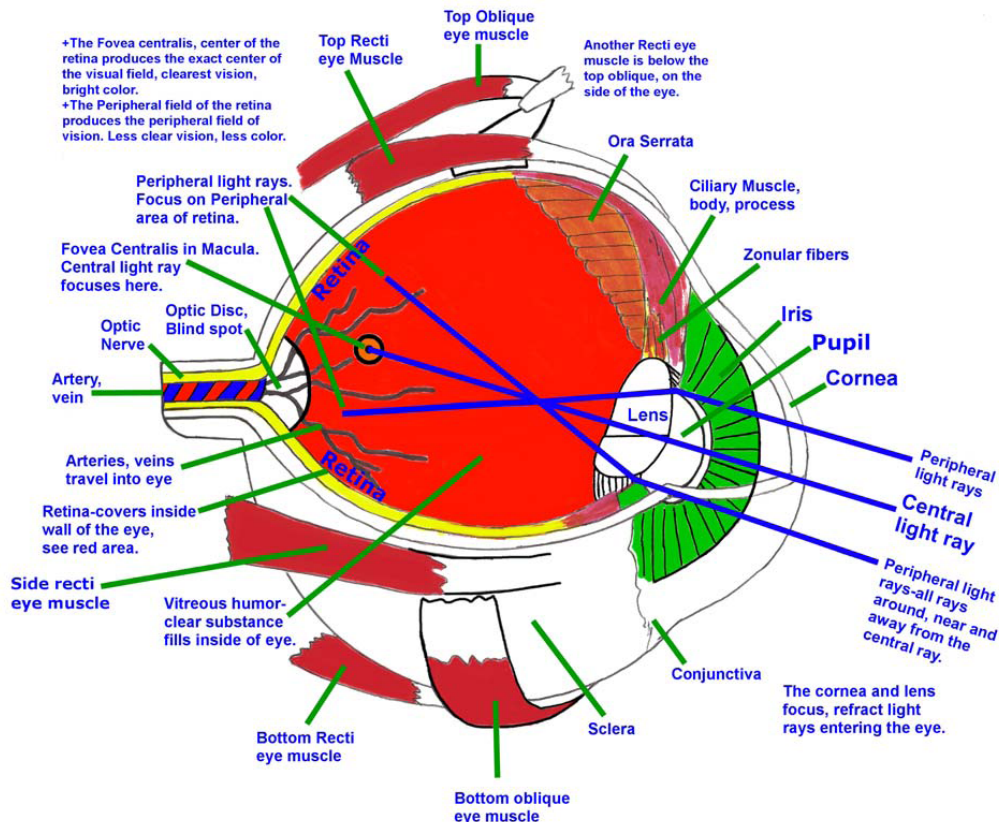 +The Fovea centralis, center of the
retina produces the exact center of
the visual field, clearest vision,
bright color.
+The Peripheral field of the retina
produces the peripheral field of
vision. Less clear vision, less color.
Top Recti
eye Muscle
Top Oblique
eye muscle
Another Recti eye
muscle is below the
top oblique, on the
side of the eye.
Ora Serrata
Ciliary Muscle,
body, process
Zonular fibers
Iris
Pupil
Cornea
Peripheral light rays.
Focus on Peripheral
area of retina.
Fovea Centralis in Macula.
Central light ray
focuses here.
Optic Disc,
Blind spot
Optic
Nerve
Artery,
vein
Retina
Lens
Retina
Arteries, veins
travel into eye
Retina-covers inside
wall of the eye,
see red area.
Side recti
eye muscle
Vitreous humor-
clear substance
fills inside of eye.
Bottom Recti
eye muscle
Bottom oblique
eye muscle
Sclera
Conjunctiva
Peripheral
light rays
Central
light ray
Peripheral light
rays-all rays
around, near and
away from the
central ray.
The cornea and lens
focus, refract light
rays entering the eye.